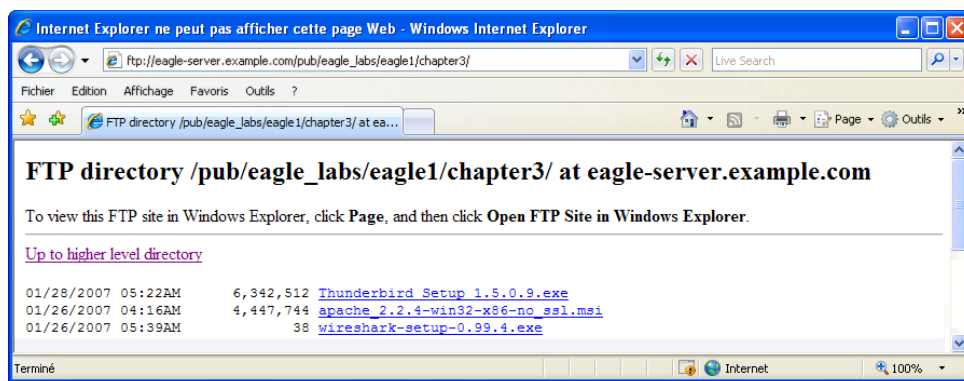 Internet Explorer ne peut pas afficher cette page Web - Windows Internet Explorer
ftp://eagle-server.example.com/pub/eagle_labs/eagle1/chapter3/
Live Search
Fichier Edition Affichage Favoris Outils ?
FTP directory /pub/eagle_labs/eagle1/chapter3/ at ea...
Page Outils »
FTP directory /pub/eagle_labs/eagle1/chapter3/ at eagle-server.example.com
To view this FTP site in Windows Explorer, click Page, and then click Open FTP Site in Windows Explorer.
Up to higher level directory
01/28/2007 05:22AM 6,342,512 Thunderbird Setup 1.5.0.9.exe
01/26/2007 04:16AM 4,447,744 apache_2.2.4-win32-x86-no_ssl.msi
01/26/2007 05:39AM 38 wireshark-setup-0.99.4.exe
Terminé Internet 100%